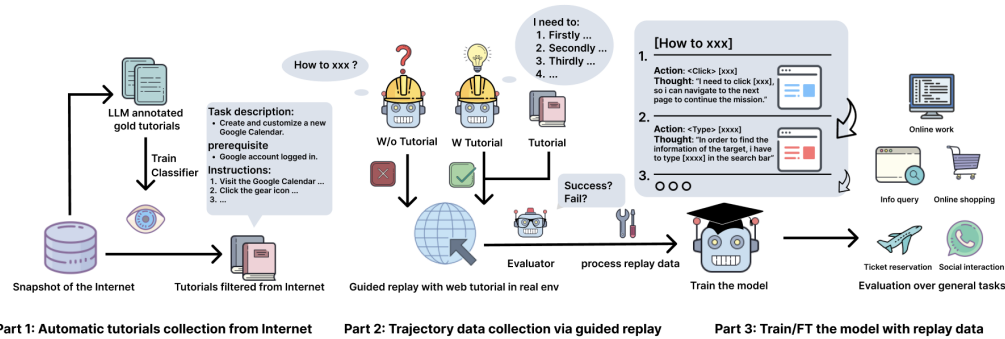 LLM annotated
gold tutorials
Train
Classifier
Snapshot of the Internet
Tutorials filtered from Internet
Task description:
• Create and customize a new
Google Calendar.
prerequisite
• Google account logged in.
Instructions:
1. Visit the Google Calendar ...
2. Click the gear icon ...
3. ...
Part 1: Automatic tutorials collection from Internet
How to xxx ?
?
I need to:
1. Firstly ...
2. Secondly ...
3. Thirdly ...
4. ...
W/o Tutorial
W Tutorial
Tutorial
Success?
Fail?
Evaluator
process replay data
Guided replay with web tutorial in real env
Part 2: Trajectory data collection via guided replay
[How to xxx]
1.
Action: <Click> [xxx]
Thought: "I need to click [xxx],
so i can navigate to the next
page to continue the mission."
2.
Action: <Type> [xxxx]
Thought: "In order to find the
information of the target, i have
to type [xxxx] in the search bar"
3.
Train the model
Online work
Info query
Online shopping
Ticket reservation
Social interaction
Evaluation over general tasks
Part 3: Train/FT the model with replay data